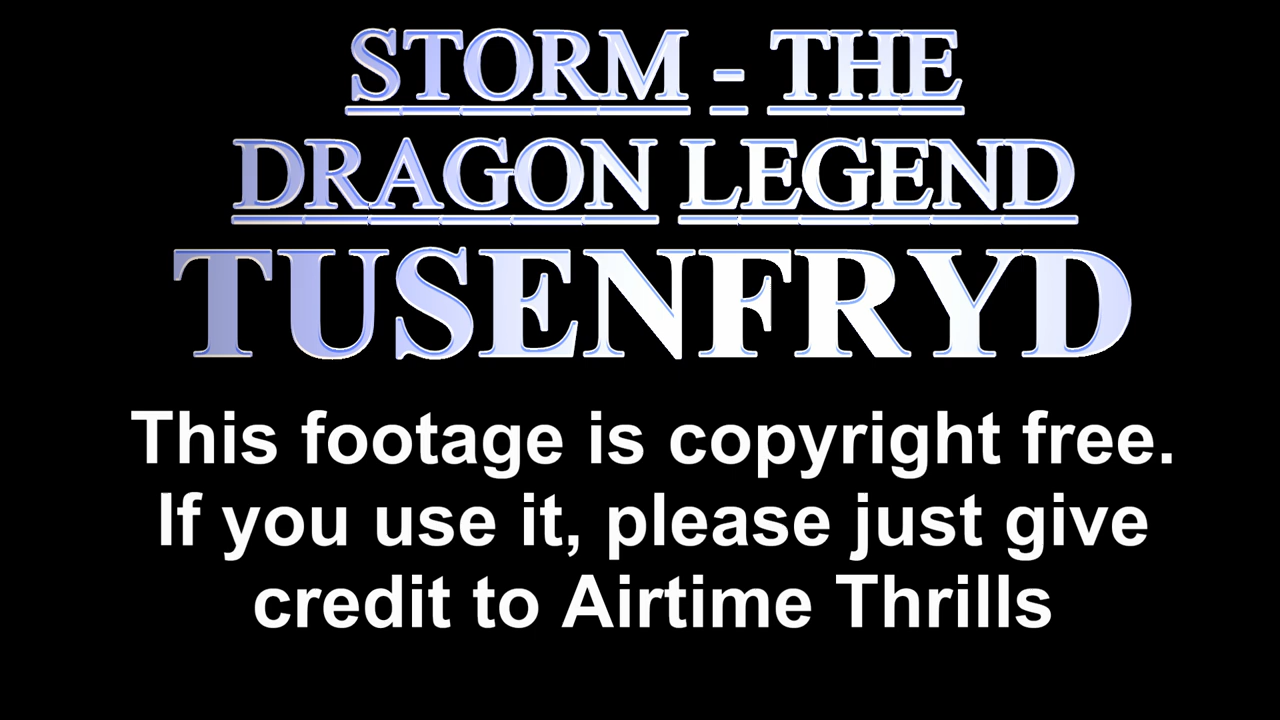 STORM - THE
DRAGON LEGEND
TUSENFRYD
This footage is copyright free.
If you use it, please just give
credit to Airtime Thrills